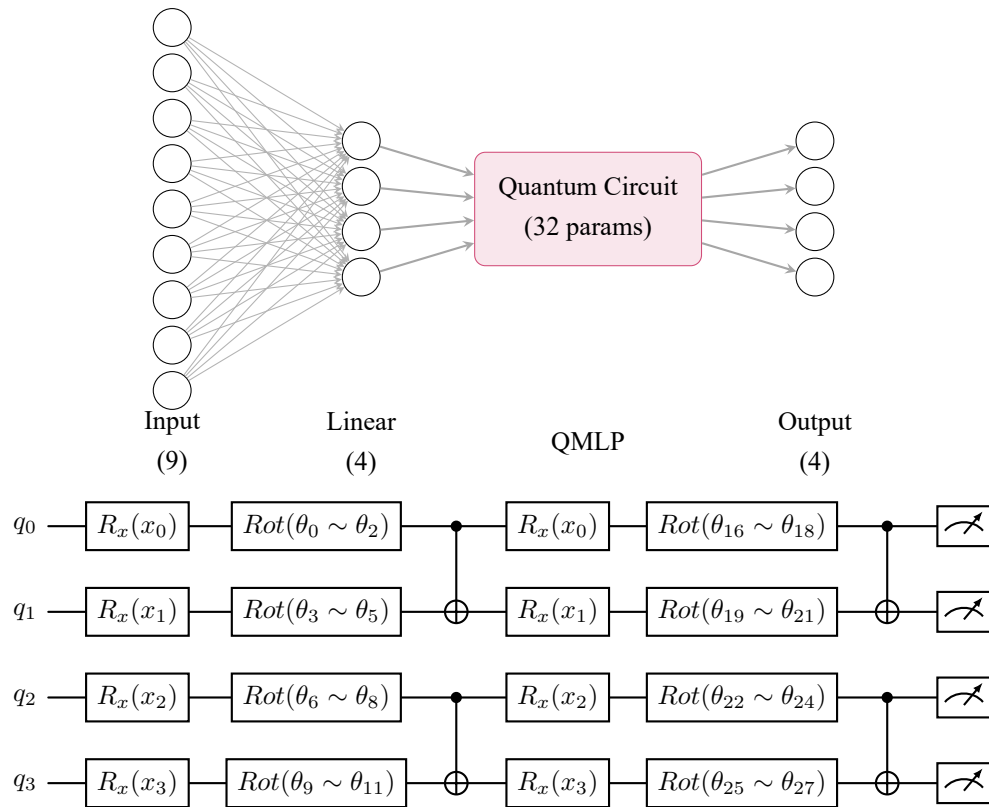 Quantum Circuit
(32 params)
Input
(9)
Linear
(4)
QMLP
Output
(4)
q₀ Rₓ(x₀) Rot(θ₀ ∼ θ₂) Rₓ(x₀) Rot(θ₁₆ ∼ θ₁₈)
q₁ Rₓ(x₁) Rot(θ₃ ∼ θ₅) Rₓ(x₁) Rot(θ₁₉ ∼ θ₂₁)
q₂ Rₓ(x₂) Rot(θ₆ ∼ θ₈) Rₓ(x₂) Rot(θ₂₂ ∼ θ₂₄)
q₃ Rₓ(x₃) Rot(θ₉ ∼ θ₁₁) Rₓ(x₃) Rot(θ₂₅ ∼ θ₂₇)